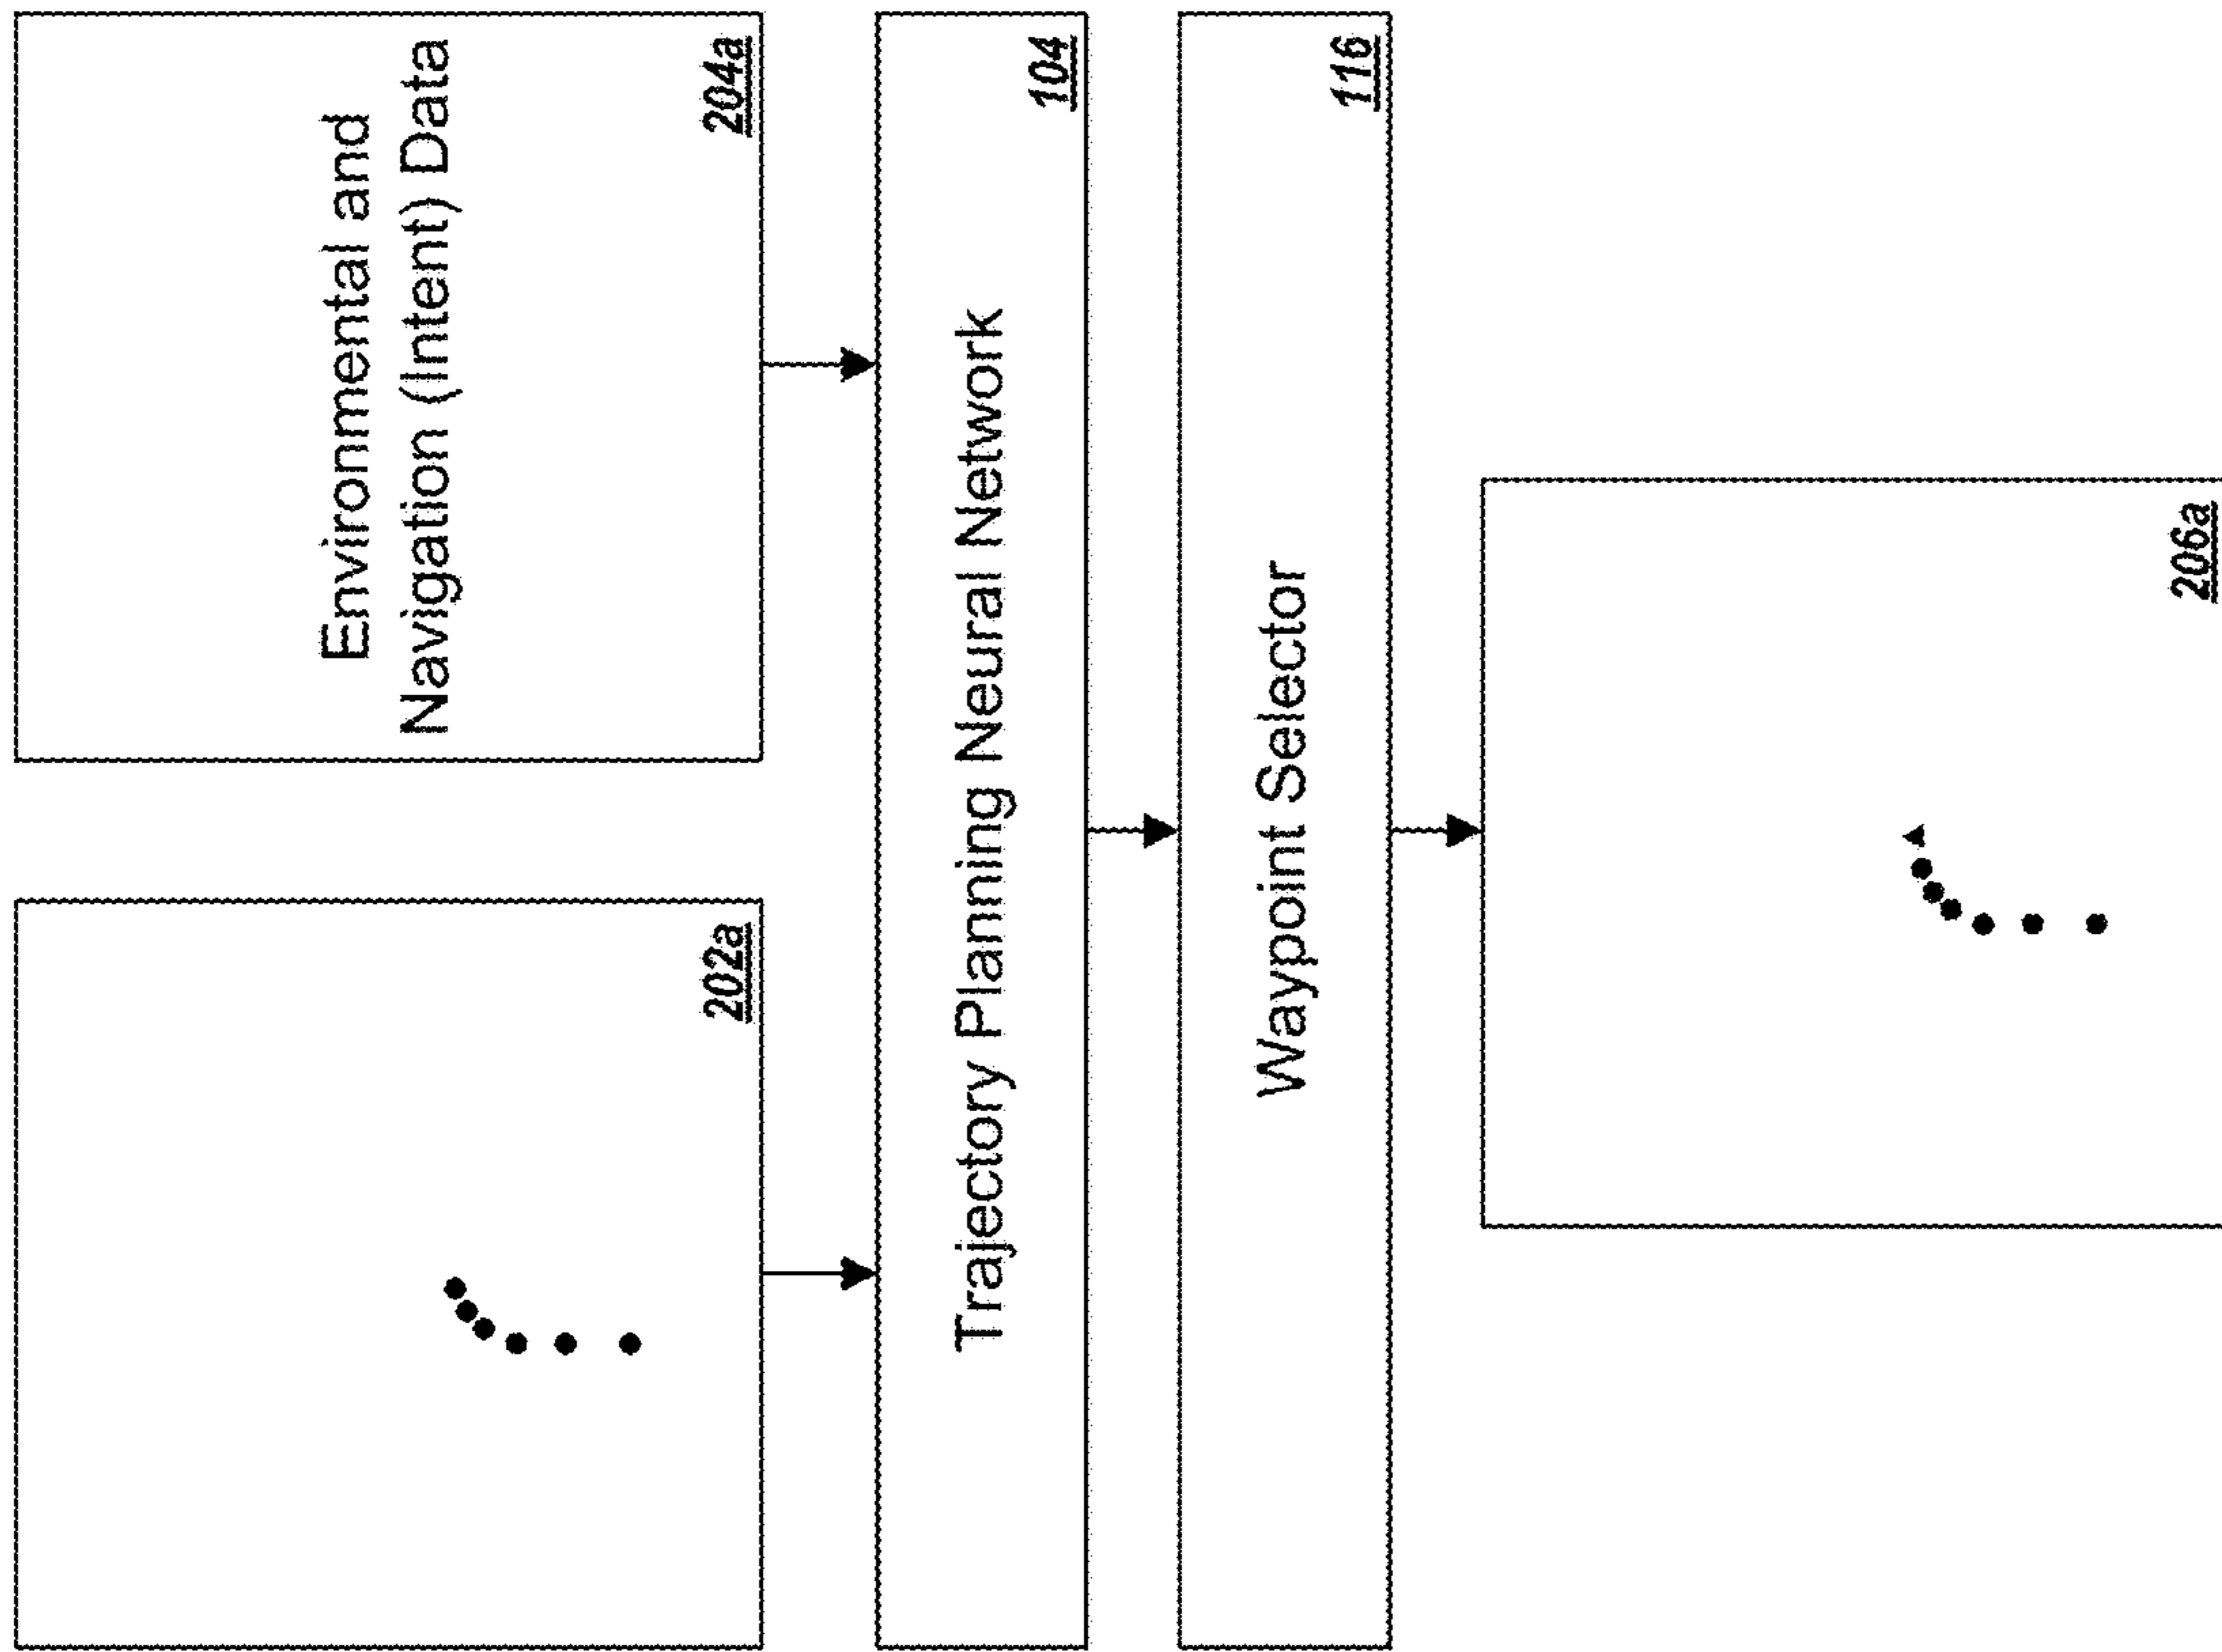 Environmental and
Navigation (Intent) Data
202a
204a
Trajectory Planning Neural Network
104
Waypoint Selector
116
206a